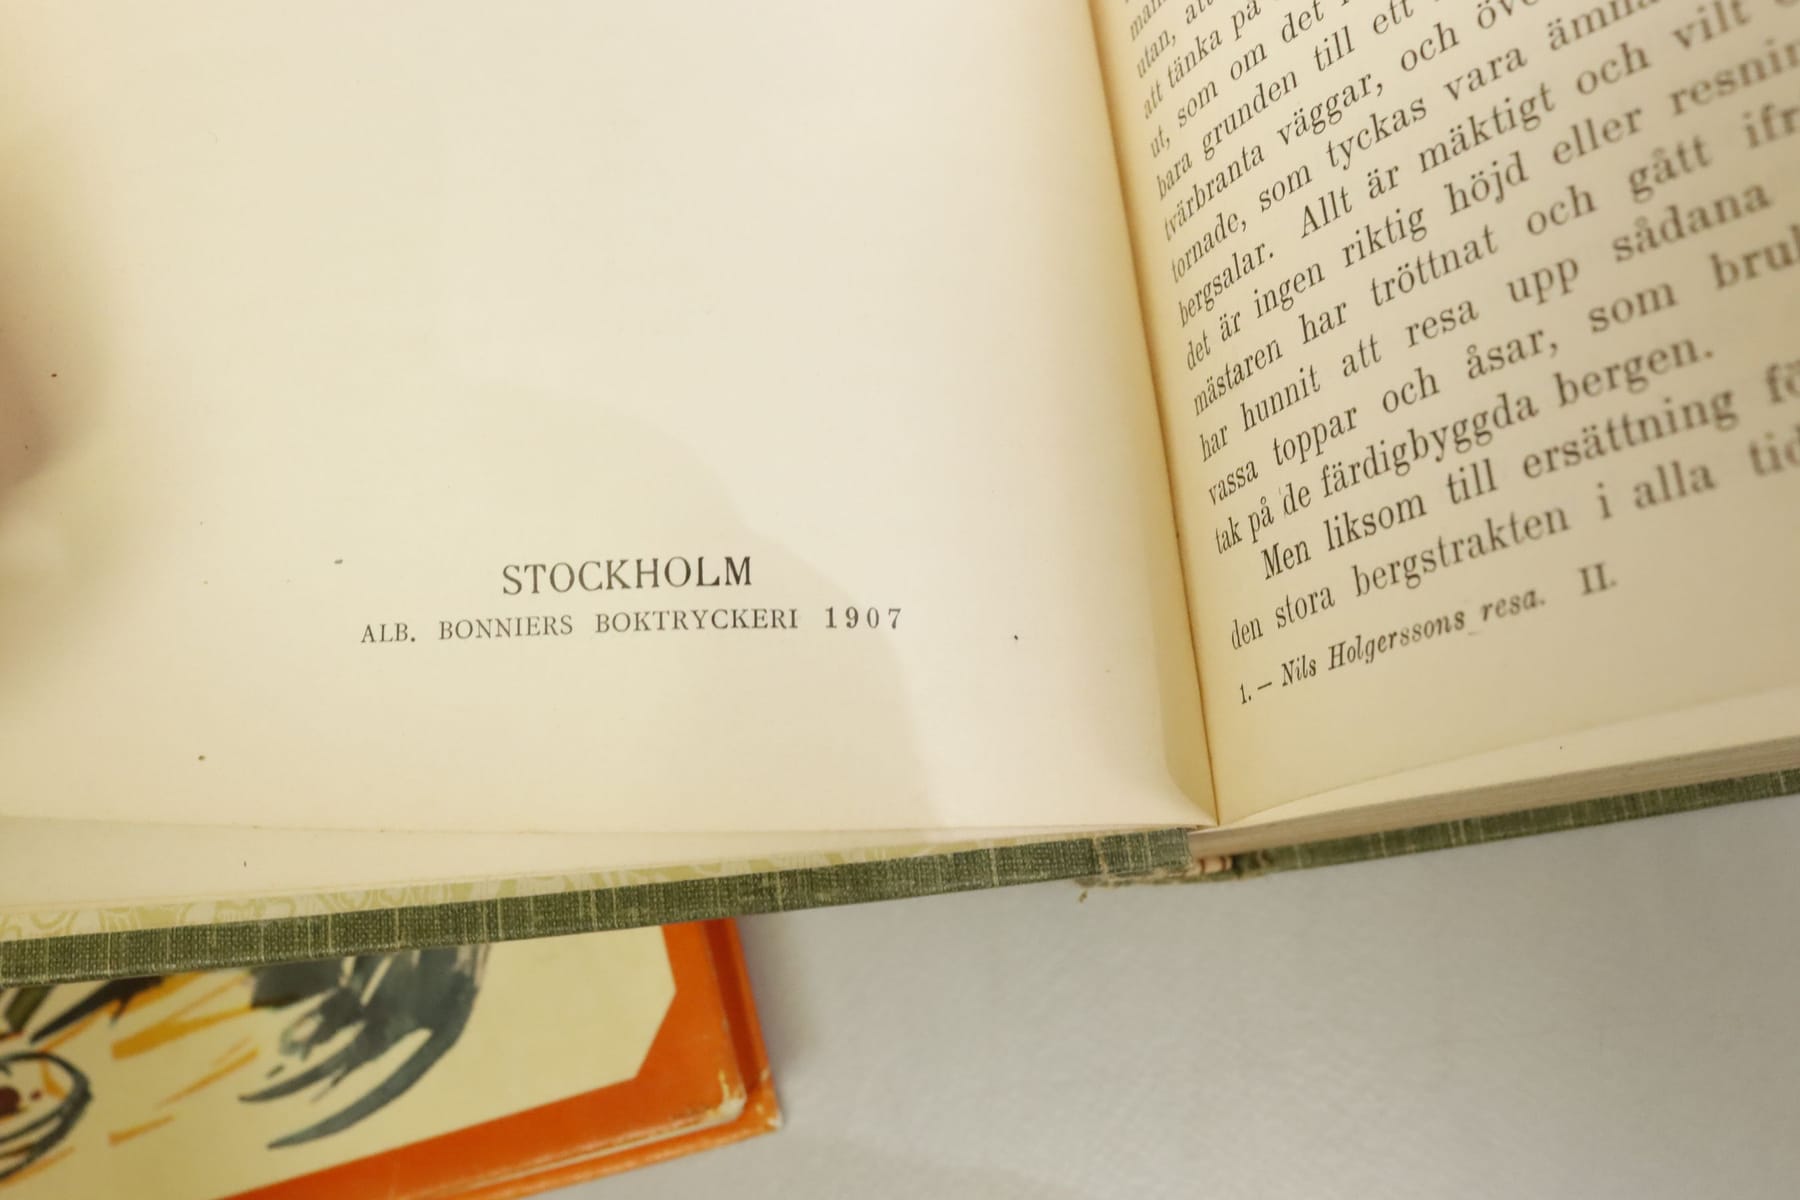 STOCKHOLM
ALB. BONNIERS BOKTRYCKERI 1907
utan, att
att tänka på
ut, som om det
bara grunden till ett
tvärbranta väggar, och
tornade, som tyckas vara
bergsalar. Allt är mäktigt och vilt
det är ingen riktig höjd eller
mästaren har tröttnat och gått
har hunnit att resa upp sådana
vassa toppar och åsar, som
tak på de färdigbyggda bergen.
Men liksom till ersättning
den stora bergstrakten i alla
1. — Nils Holgerssons resa. II.